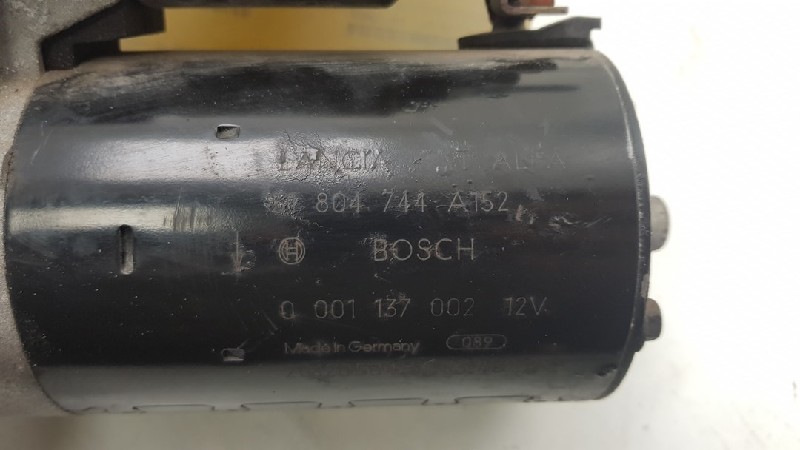 LANCIA ALFA
804 744 A152
BOSCH
0 001 137 002 12V
Made in Germany 089